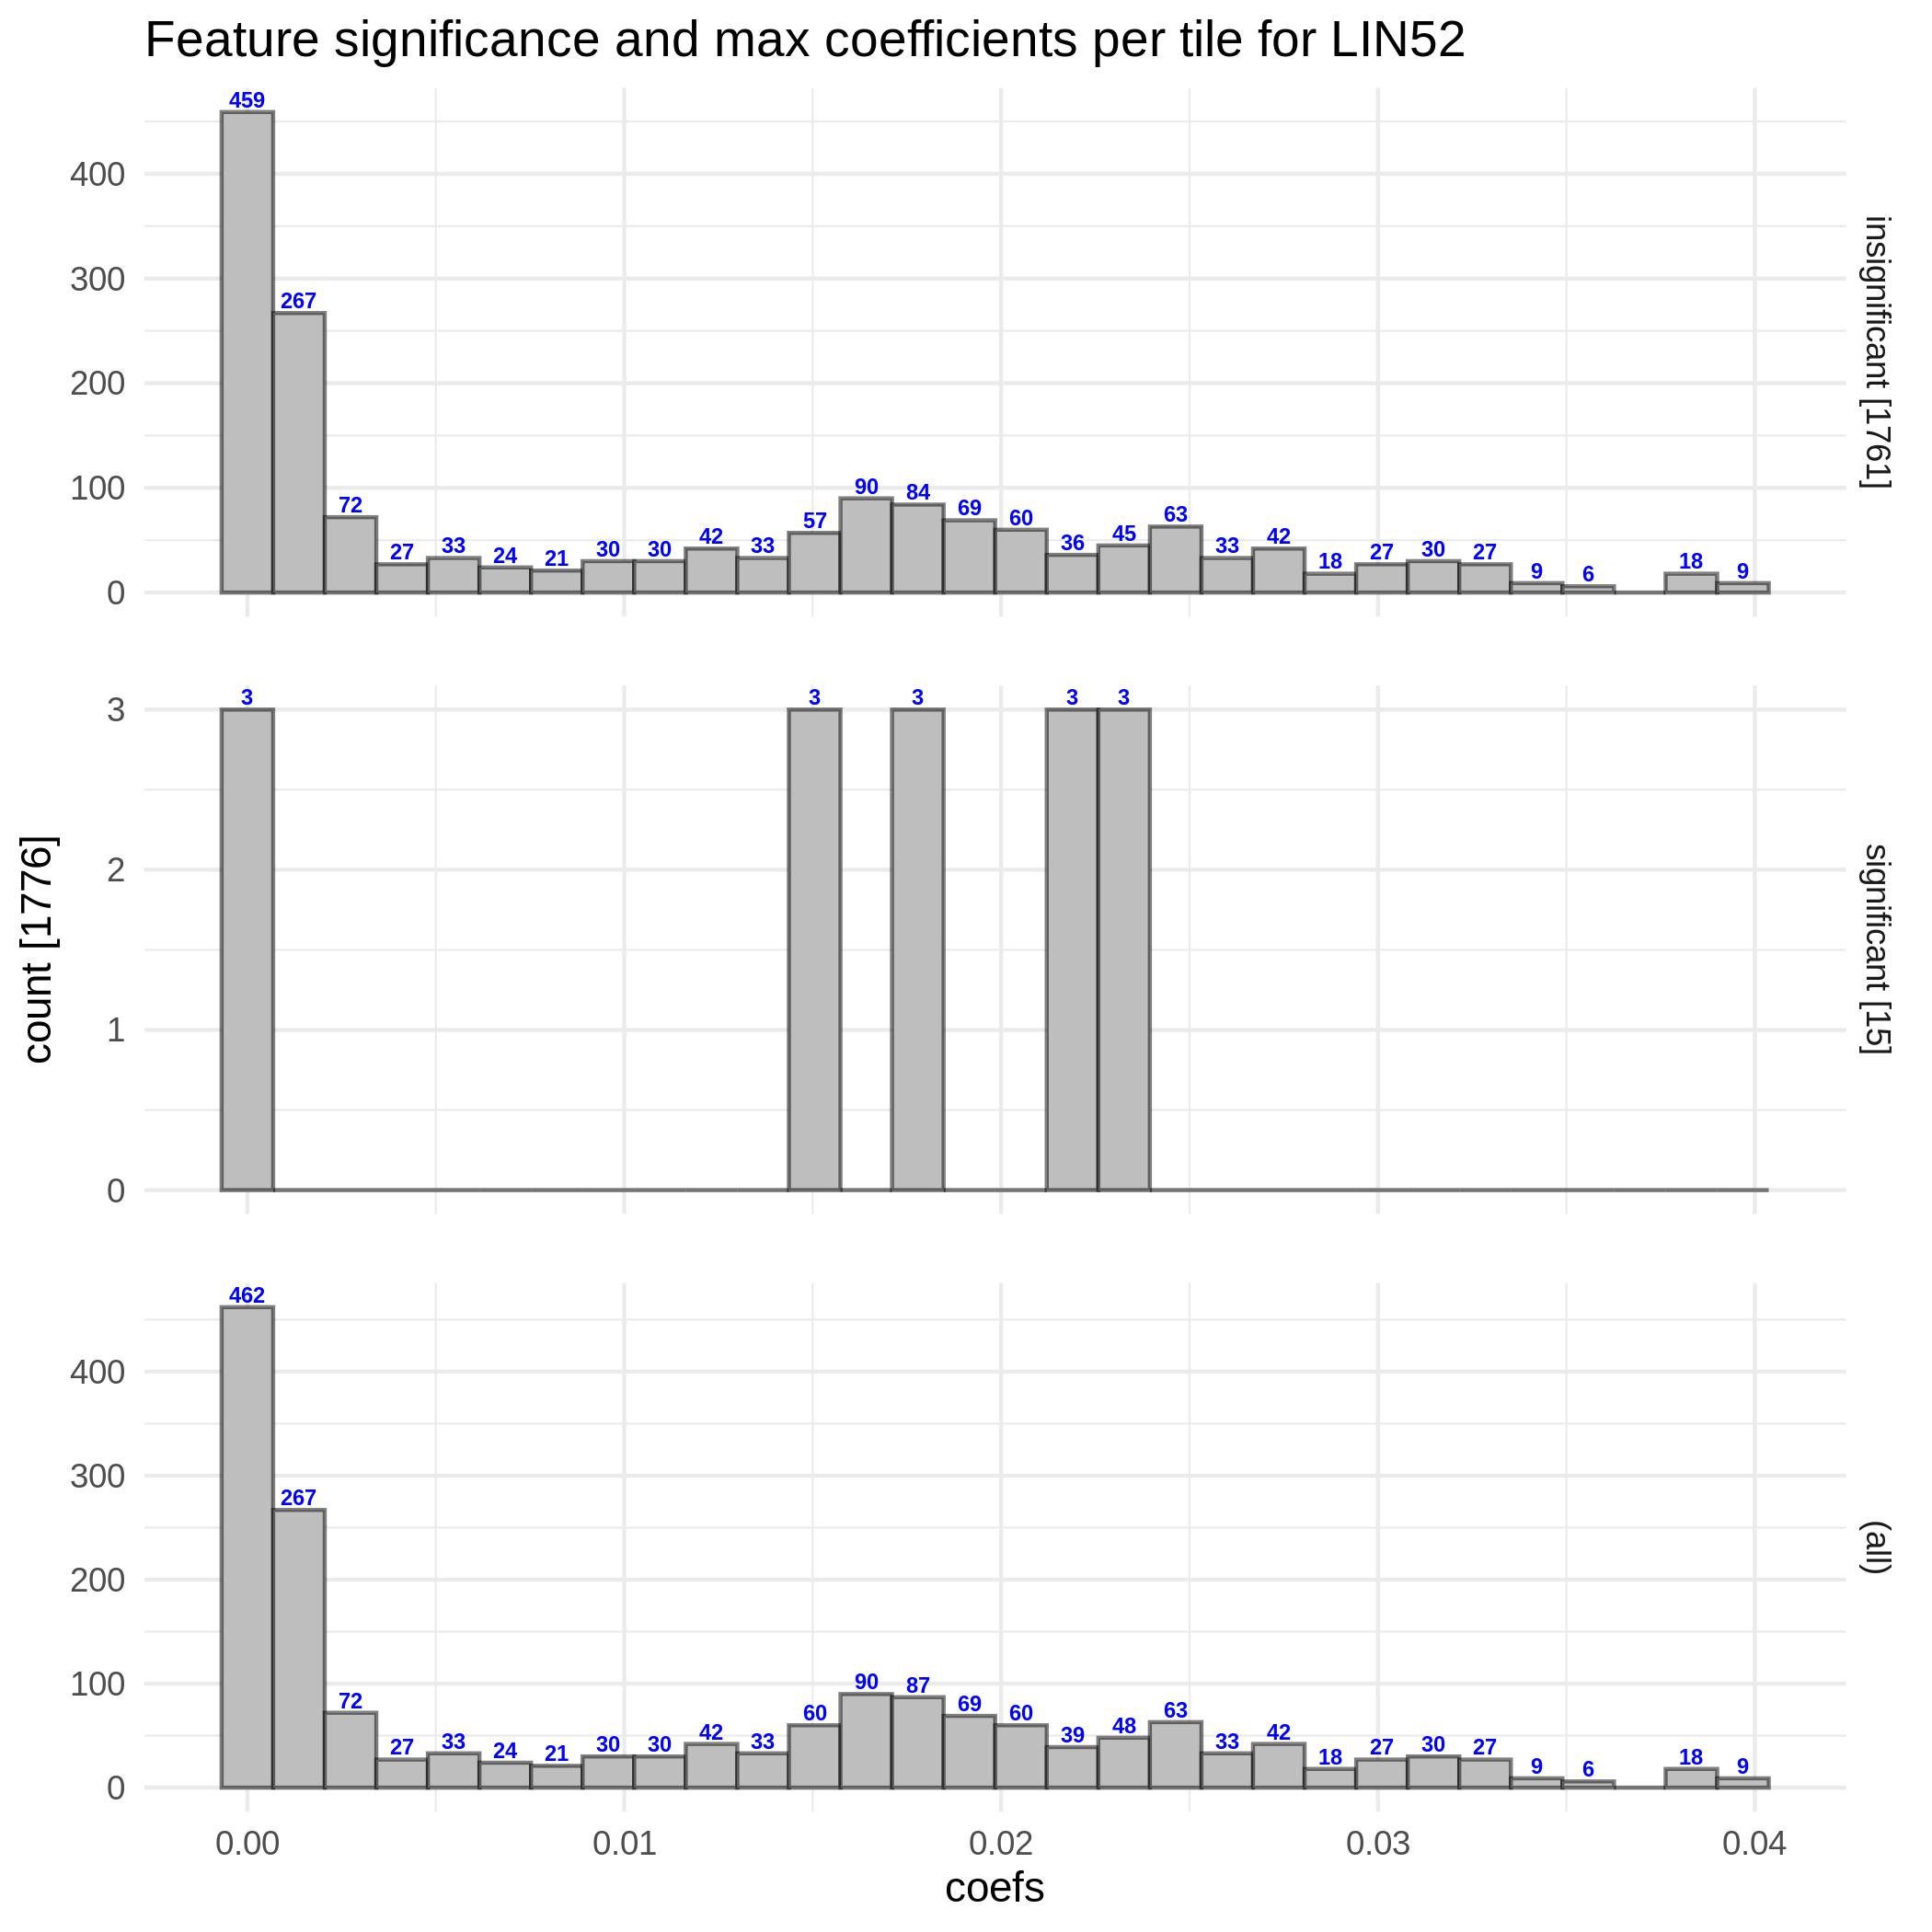 Feature significance and max coefficients per tile for LIN52
459
400
300
267
200
100
72 27 33 24 21 30 30 42 33 57 90 84 69 60 36 45 63 33 42 18 27 30 27 9 6 18 9
0
insignificant [1761]
3 3 3 3 3
3
2
1
0
significant [15]
count [1776]
462
400
300
267
200
100
72 27 33 24 21 30 30 42 33 60 90 87 69 60 39 48 63 33 42 18 27 30 27 9 6 18 9
0
(all)
0.00 0.01 0.02 0.03 0.04
coefs